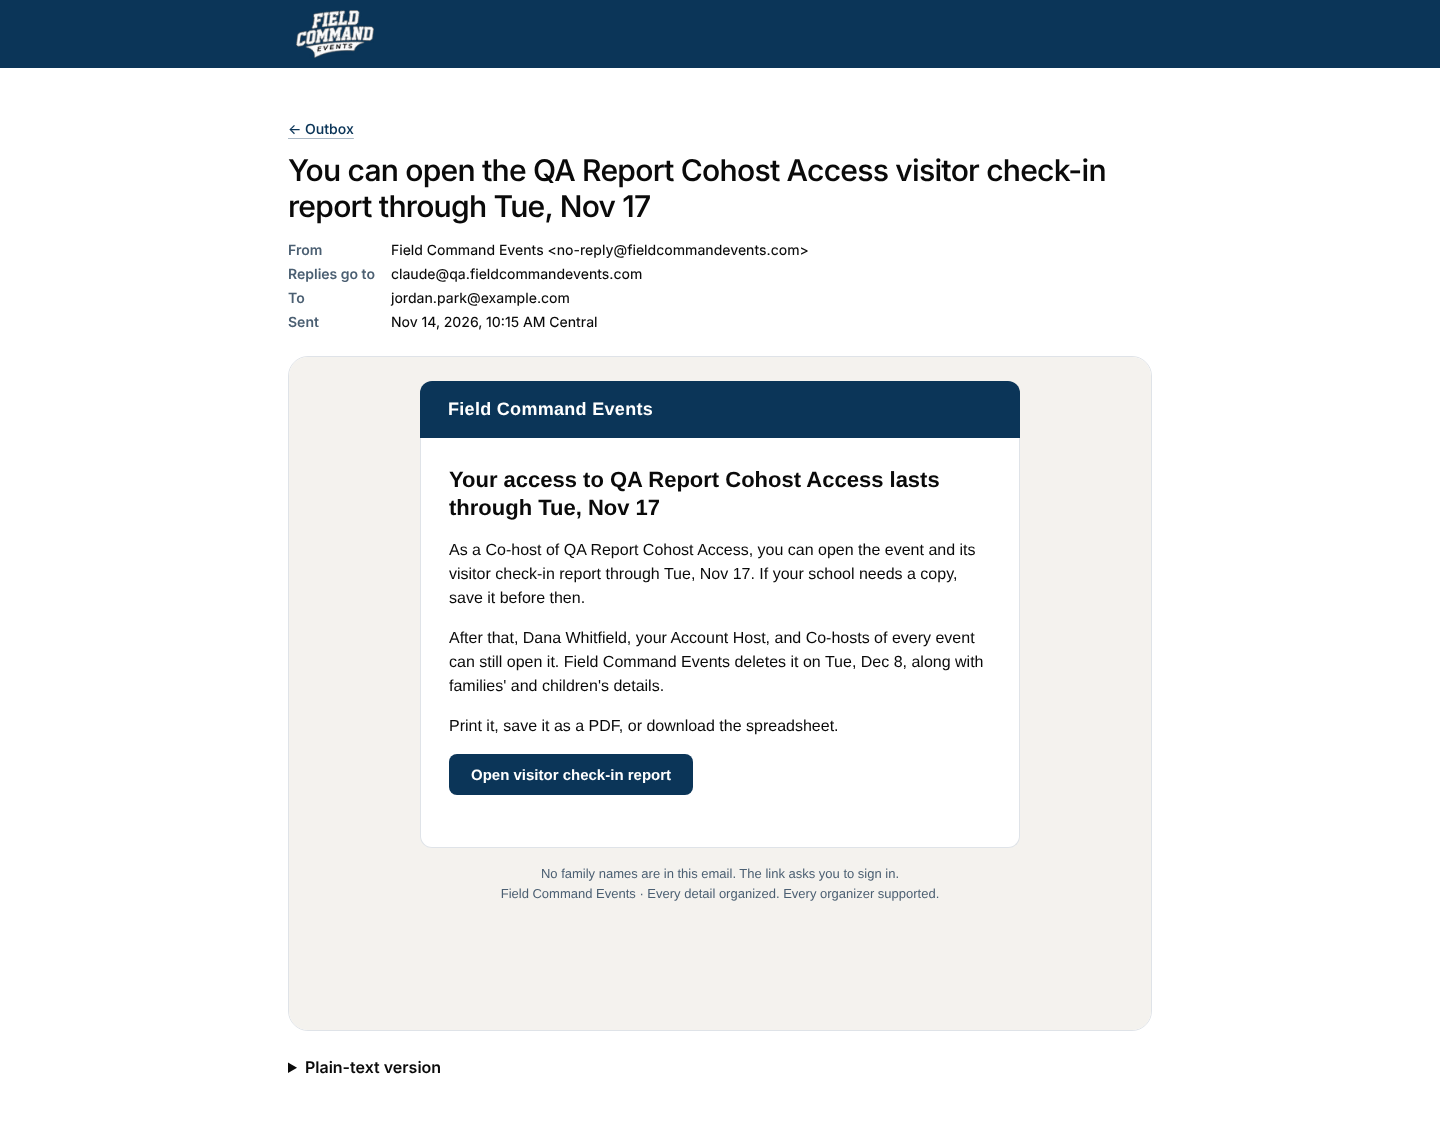 FIELD
COMMAND
EVENTS
← Outbox
You can open the QA Report Cohost Access visitor check-in
report through Tue, Nov 17
From Field Command Events <no-reply@fieldcommandevents.com>
Replies go to claude@qa.fieldcommandevents.com
To jordan.park@example.com
Sent Nov 14, 2026, 10:15 AM Central
Field Command Events
Your access to QA Report Cohost Access lasts
through Tue, Nov 17
As a Co-host of QA Report Cohost Access, you can open the event and its
visitor check-in report through Tue, Nov 17. If your school needs a copy,
save it before then.
After that, Dana Whitfield, your Account Host, and Co-hosts of every event
can still open it. Field Command Events deletes it on Tue, Dec 8, along with
families' and children's details.
Print it, save it as a PDF, or download the spreadsheet.
Open visitor check-in report
No family names are in this email. The link asks you to sign in.
Field Command Events · Every detail organized. Every organizer supported.
▶ Plain-text version